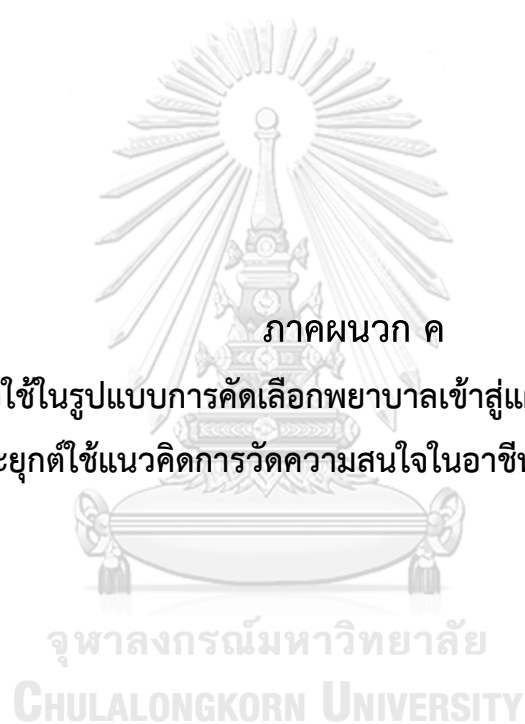 ภาคผนวก ค
ใช้ในรูปแบบการคัดเลือกพยาบาลเข้าสู่
ยุกต์ใช้แนวคิดการวัดความสนใจในอาชีพ
จุฬาลงกรณ์มหาวิทยาลัย
CHULALONGKORN UNIVERSITY